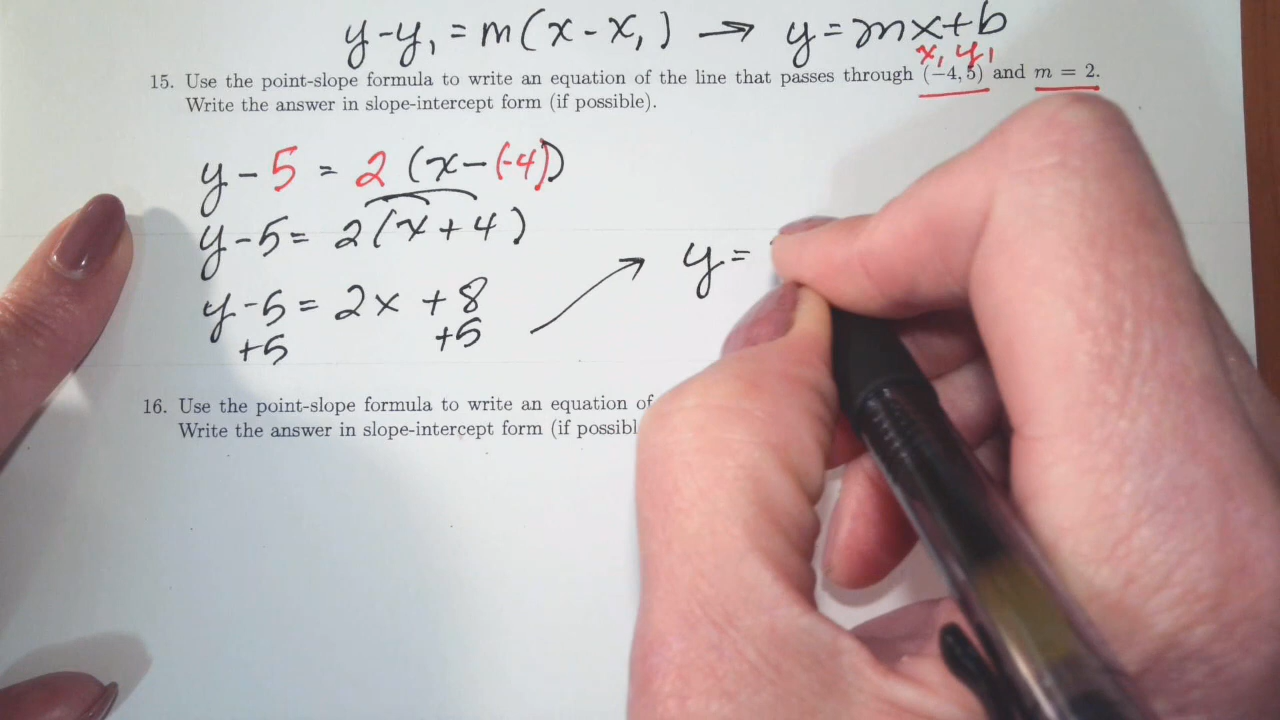 y-y₁ = m(x-x₁) → y=mx+b
x₁ y₁
15. Use the point-slope formula to write an equation of the line that passes through (−4, 5) and m = 2.
Write the answer in slope-intercept form (if possible).
y-5 = 2(x-(-4))
y-5 = 2(x+4)
y-5 = 2x +8
+5 +5
y=
16. Use the point-slope formula to write an equation of
Write the answer in slope-intercept form (if possibl